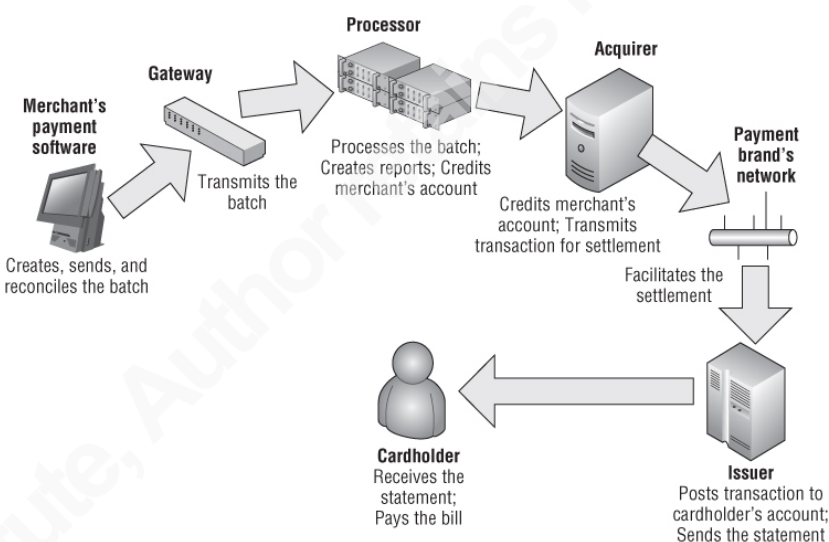 Processor
Gateway
Acquirer
Merchant's
payment
software
Payment
brand's
network
Processes the batch;
Creates reports; Credits
merchant's account
Transmits the
batch
Credits merchant's
account; Transmits
transaction for settlement
Creates, sends, and
reconciles the batch
Facilitates the
settlement
Cardholder
Receives the
statement;
Pays the bill
Issuer
Posts transaction to
cardholder's account;
Sends the statement
ute, Author